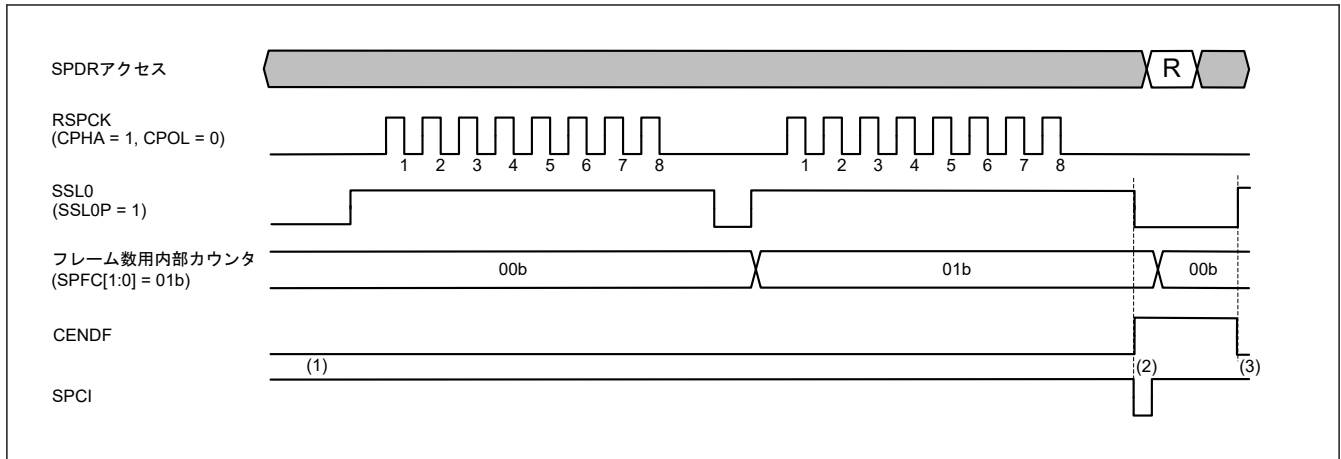 SPDRアクセス
R
RSPCK
(CPHA = 1, CPOL = 0)
1 2 3 4 5 6 7 8
1 2 3 4 5 6 7 8
SSL0
(SSL0P = 1)
フレーム数用内部カウンタ
(SPFC[1:0] = 01b)
00b
01b
00b
CENDF
(1)
(2)
(3)
SPCI